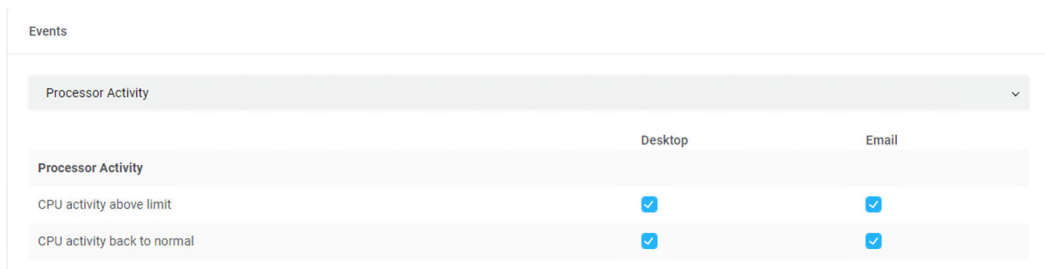 Events
Processor Activity
Desktop Email
Processor Activity
CPU activity above limit
CPU activity back to normal